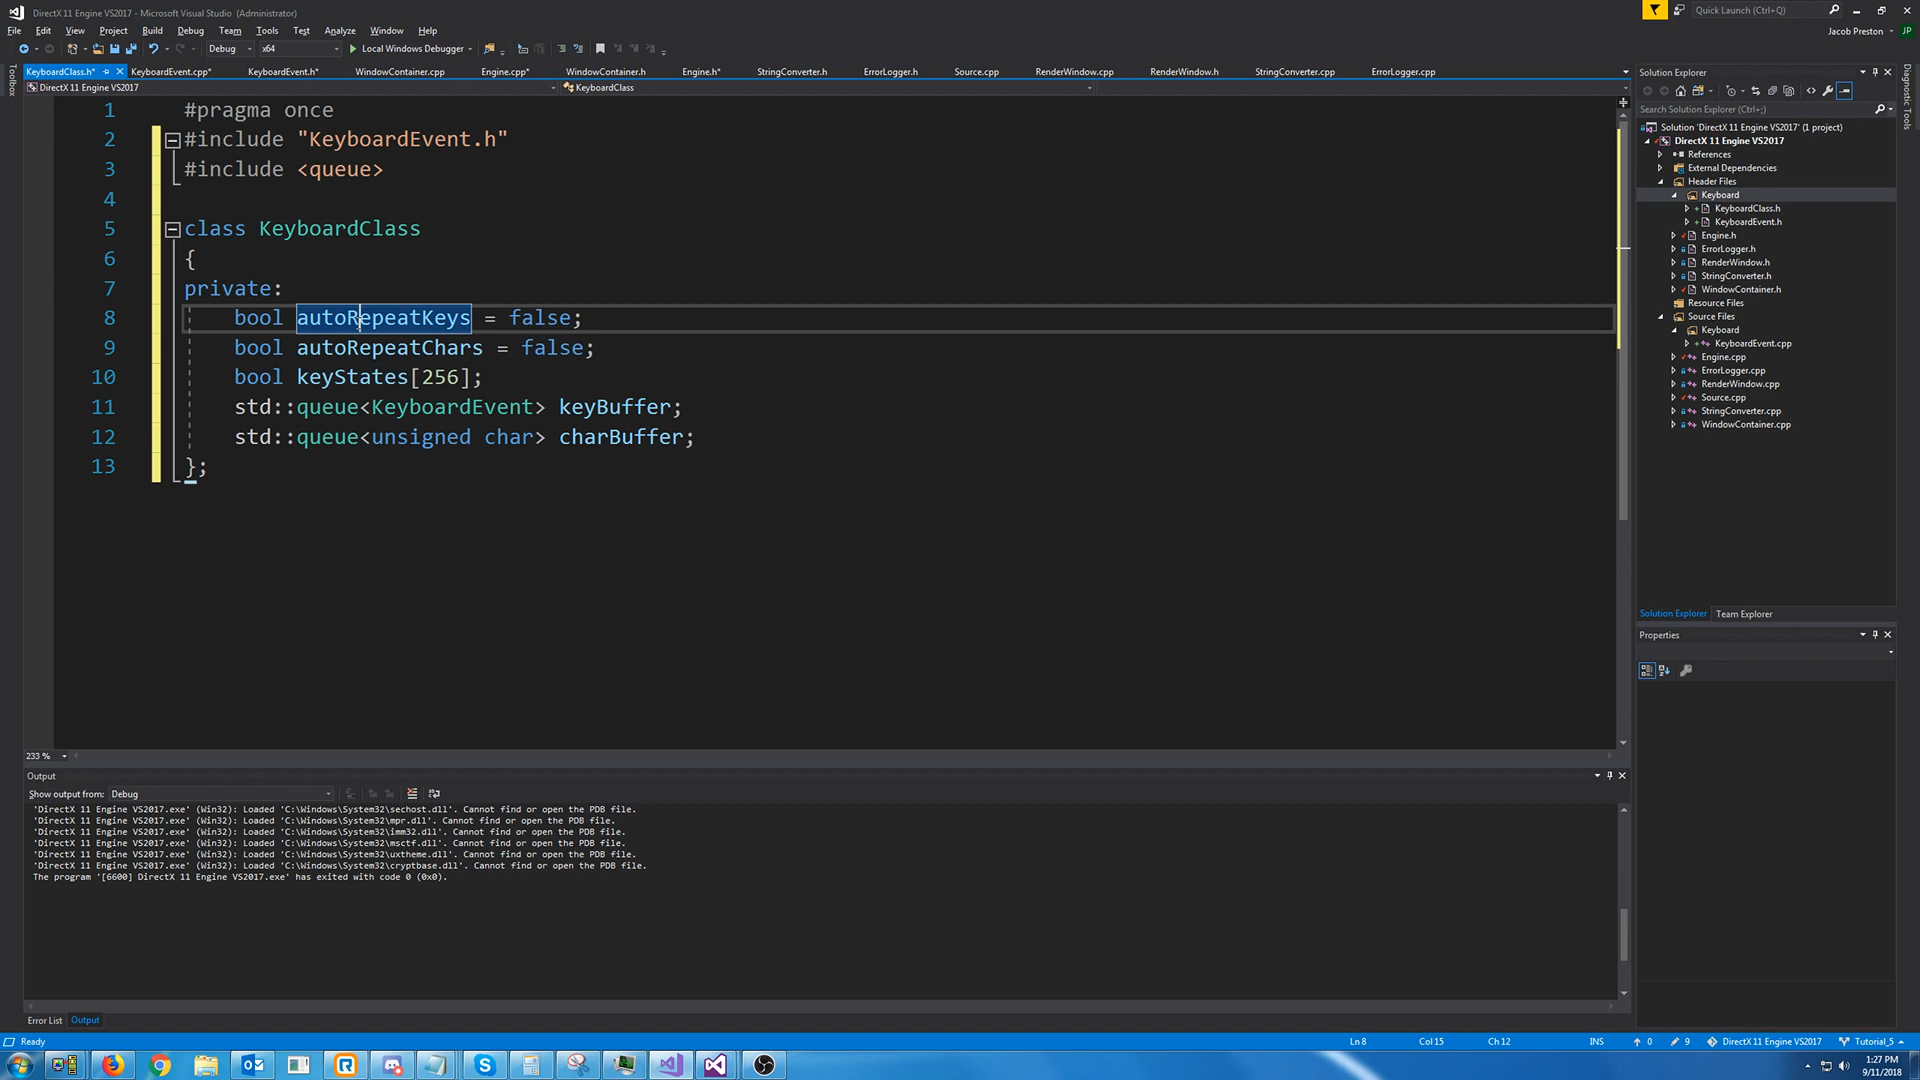 DirectX 11 Engine VS2017 - Microsoft Visual Studio (Administrator)
Quick Launch (Ctrl+Q)
File Edit View Project Build Debug Team Tools Test Analyze Window Help
Jacob Preston JP
Debug x64 Local Windows Debugger
KeyboardClass.h* KeyboardEvent.cpp* KeyboardEvent.h* WindowContainer.cpp Engine.cpp* WindowContainer.h Engine.h* StringConverter.h ErrorLogger.h Source.cpp RenderWindow.cpp RenderWindow.h StringConverter.cpp ErrorLogger.cpp
DirectX 11 Engine VS2017 KeyboardClass
Toolbox
1 #pragma once
2 #include "KeyboardEvent.h"
3 #include <queue>
4
5 class KeyboardClass
6 {
7 private:
8 bool autoRepeatKeys = false;
9 bool autoRepeatChars = false;
10 bool keyStates[256];
11 std::queue<KeyboardEvent> keyBuffer;
12 std::queue<unsigned char> charBuffer;
13 };
233 %
Solution Explorer
Search Solution Explorer (Ctrl+;)
Solution 'DirectX 11 Engine VS2017' (1 project)
DirectX 11 Engine VS2017
References
External Dependencies
Header Files
Keyboard
KeyboardClass.h
KeyboardEvent.h
Engine.h
ErrorLogger.h
RenderWindow.h
StringConverter.h
WindowContainer.h
Resource Files
Source Files
Keyboard
KeyboardEvent.cpp
Engine.cpp
ErrorLogger.cpp
RenderWindow.cpp
Source.cpp
StringConverter.cpp
WindowContainer.cpp
Solution Explorer Team Explorer
Properties
Diagnostic Tools
Output
Show output from: Debug
'DirectX 11 Engine VS2017.exe' (Win32): Loaded 'C:\Windows\System32\sechost.dll'. Cannot find or open the PDB file.
'DirectX 11 Engine VS2017.exe' (Win32): Loaded 'C:\Windows\System32\mpr.dll'. Cannot find or open the PDB file.
'DirectX 11 Engine VS2017.exe' (Win32): Loaded 'C:\Windows\System32\imm32.dll'. Cannot find or open the PDB file.
'DirectX 11 Engine VS2017.exe' (Win32): Loaded 'C:\Windows\System32\msctf.dll'. Cannot find or open the PDB file.
'DirectX 11 Engine VS2017.exe' (Win32): Loaded 'C:\Windows\System32\uxtheme.dll'. Cannot find or open the PDB file.
'DirectX 11 Engine VS2017.exe' (Win32): Loaded 'C:\Windows\System32\cryptbase.dll'. Cannot find or open the PDB file.
The program '[6600] DirectX 11 Engine VS2017.exe' has exited with code 0 (0x0).
Error List Output
Ready Ln 8 Col 15 Ch 12 INS 0 9 DirectX 11 Engine VS2017 Tutorial_5
1:27 PM
9/11/2018